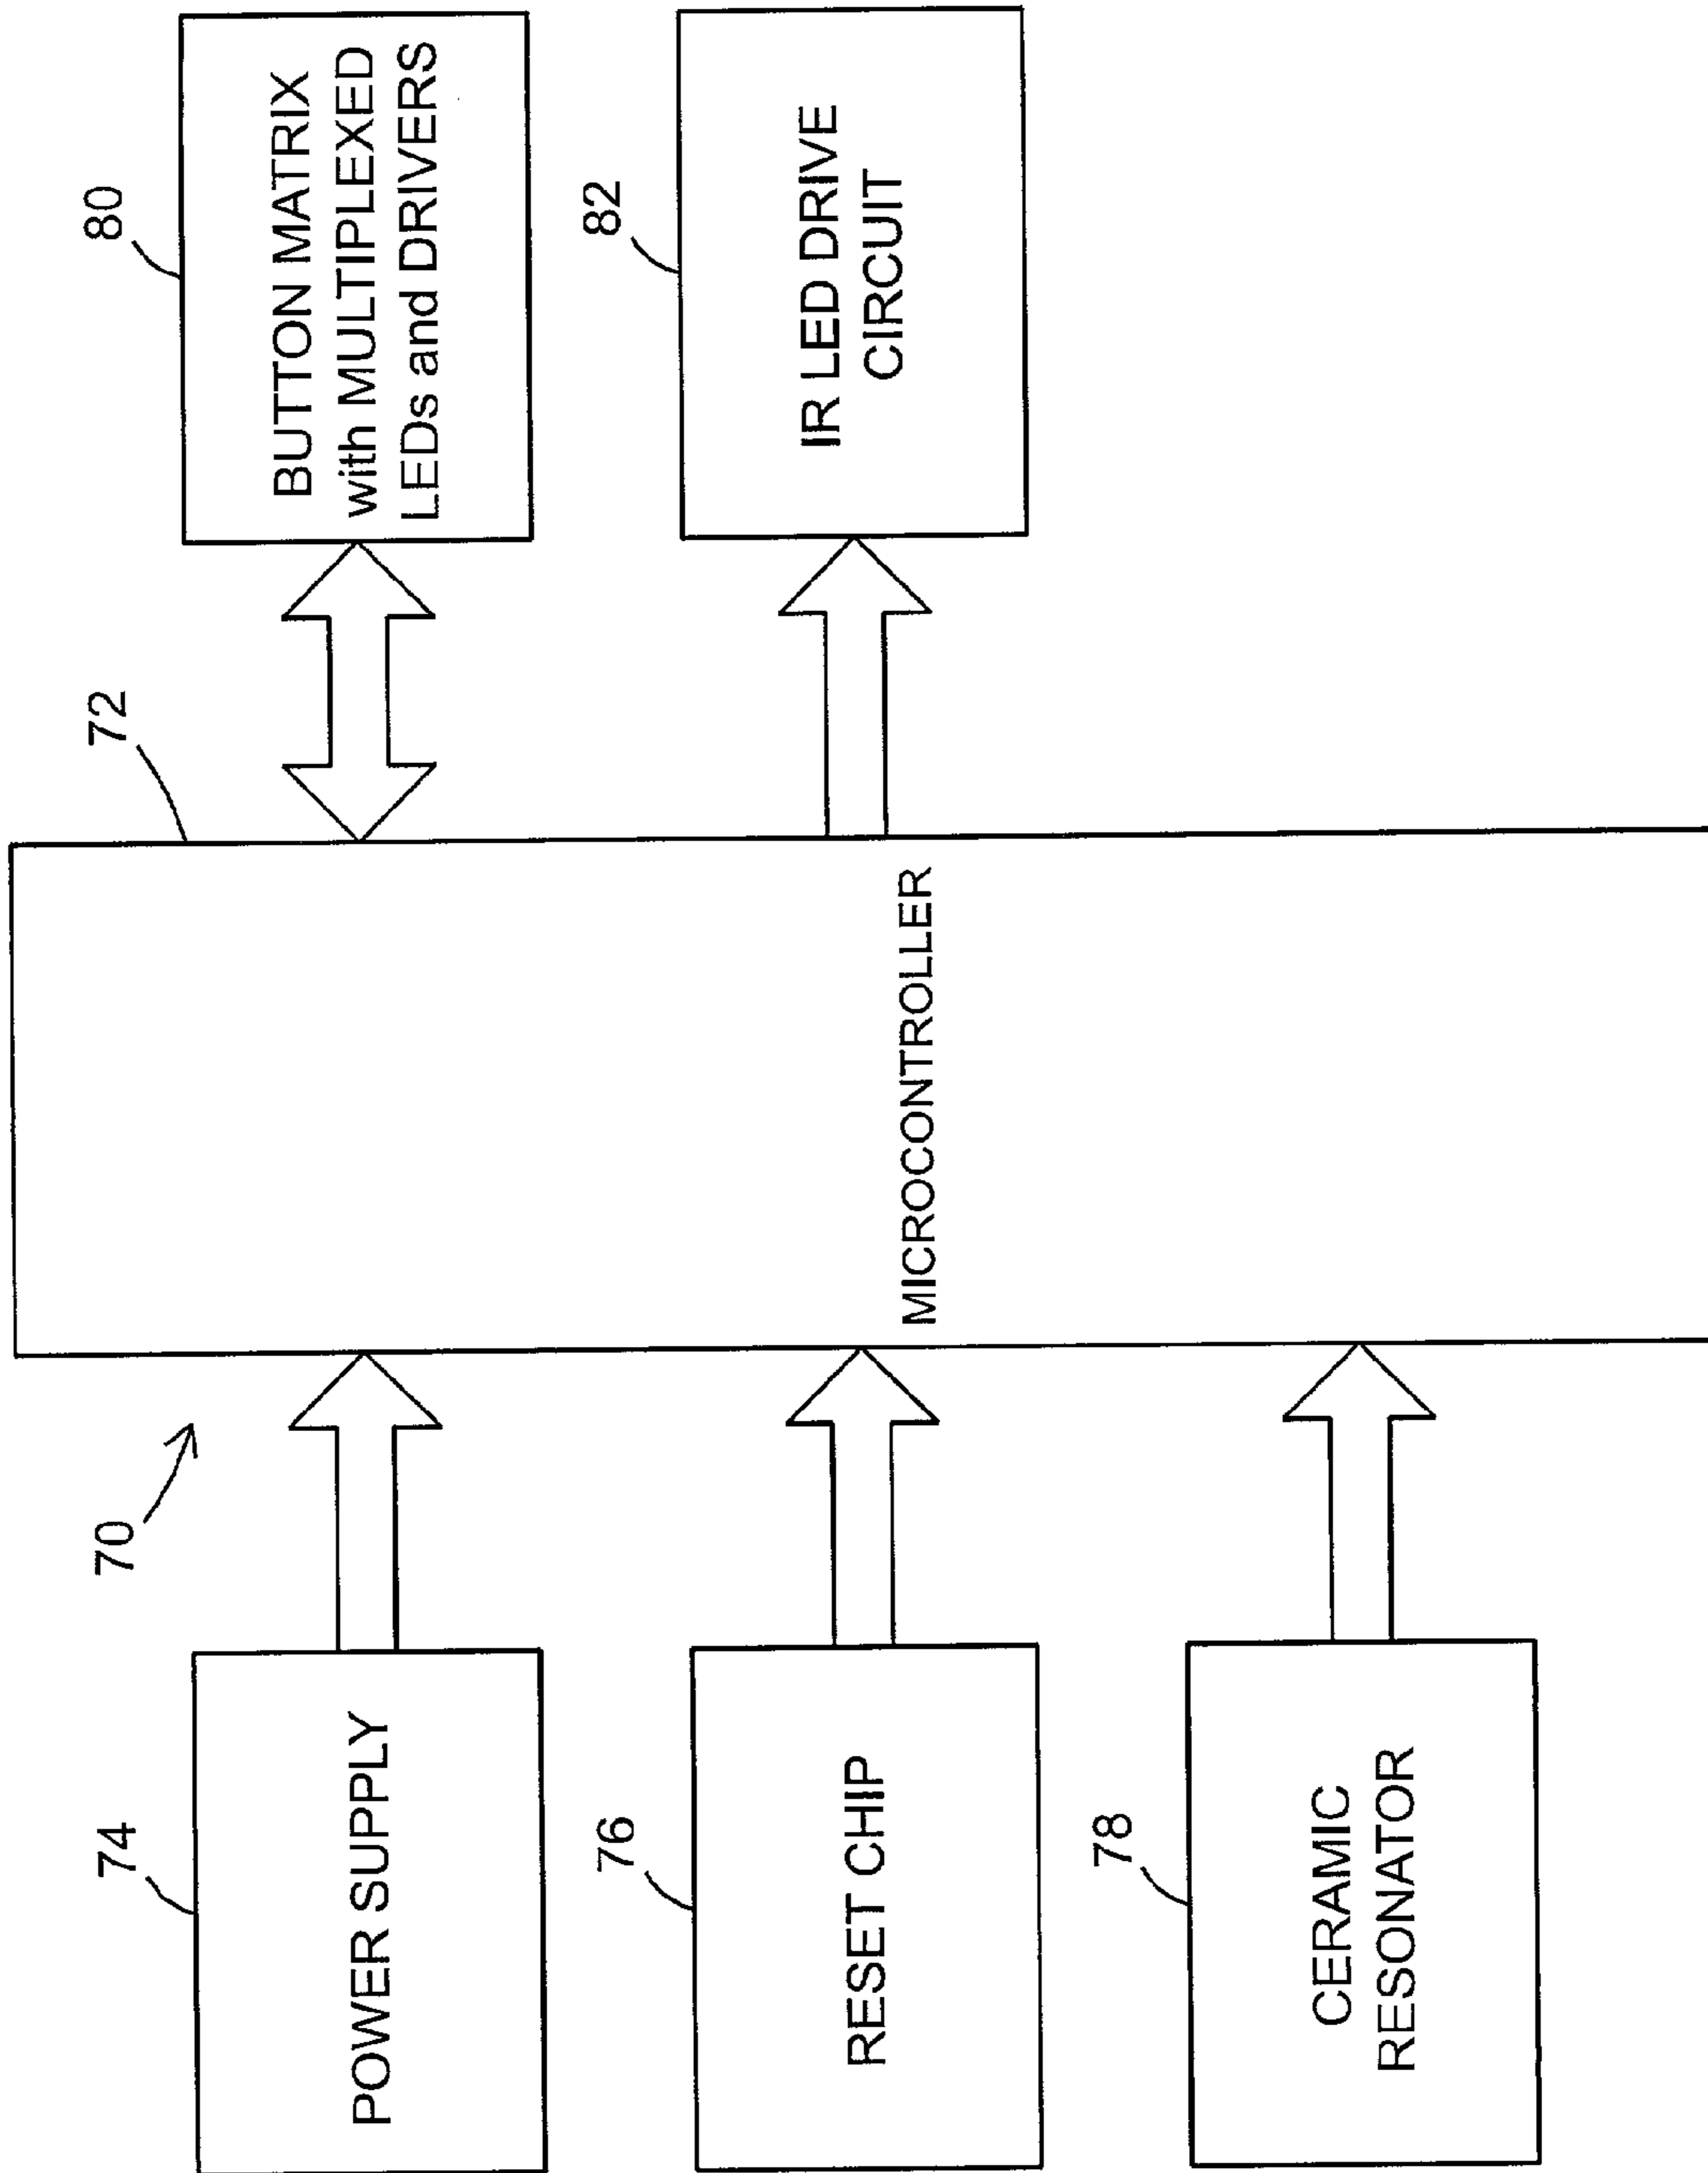 70
74
POWER SUPPLY
76
RESET CHIP
78
CERAMIC
RESONATOR
72
MICROCONTROLLER
80
BUTTON MATRIX
with MULTIPLEXED
LEDs and DRIVERS
82
IR LED DRIVE
CIRCUIT